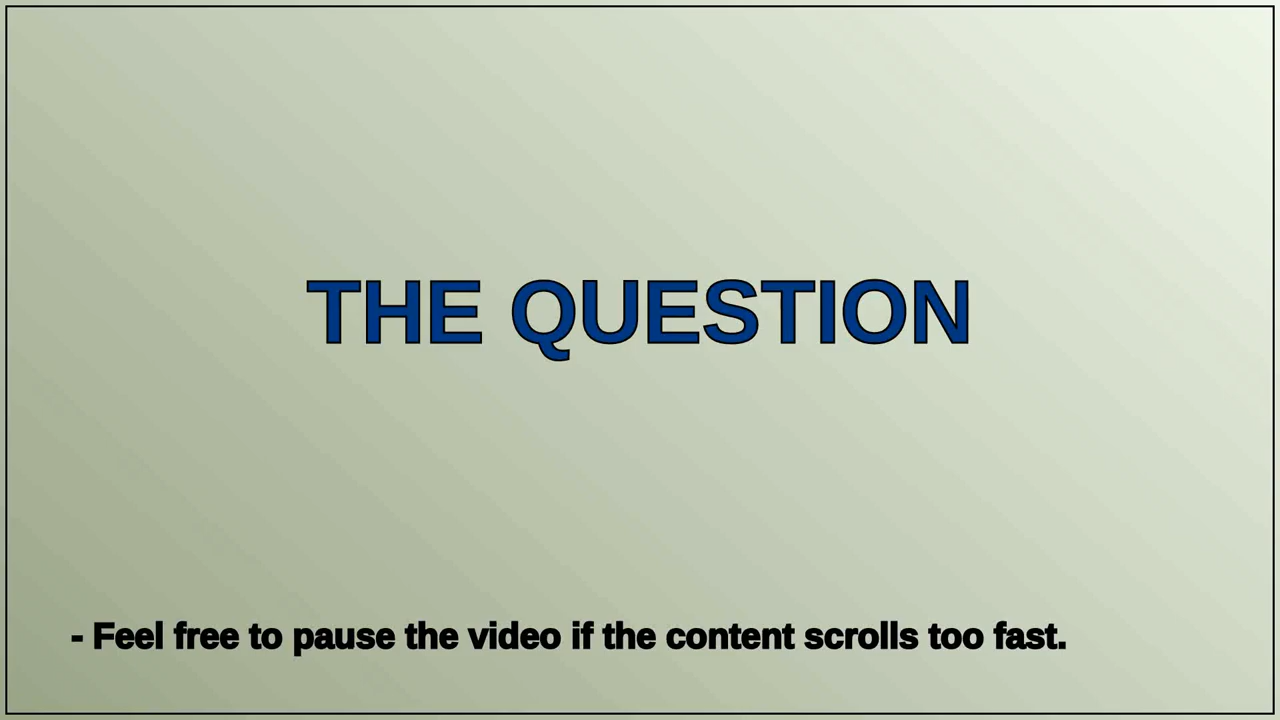 THE QUESTION
- Feel free to pause the video if the content scrolls too fast.